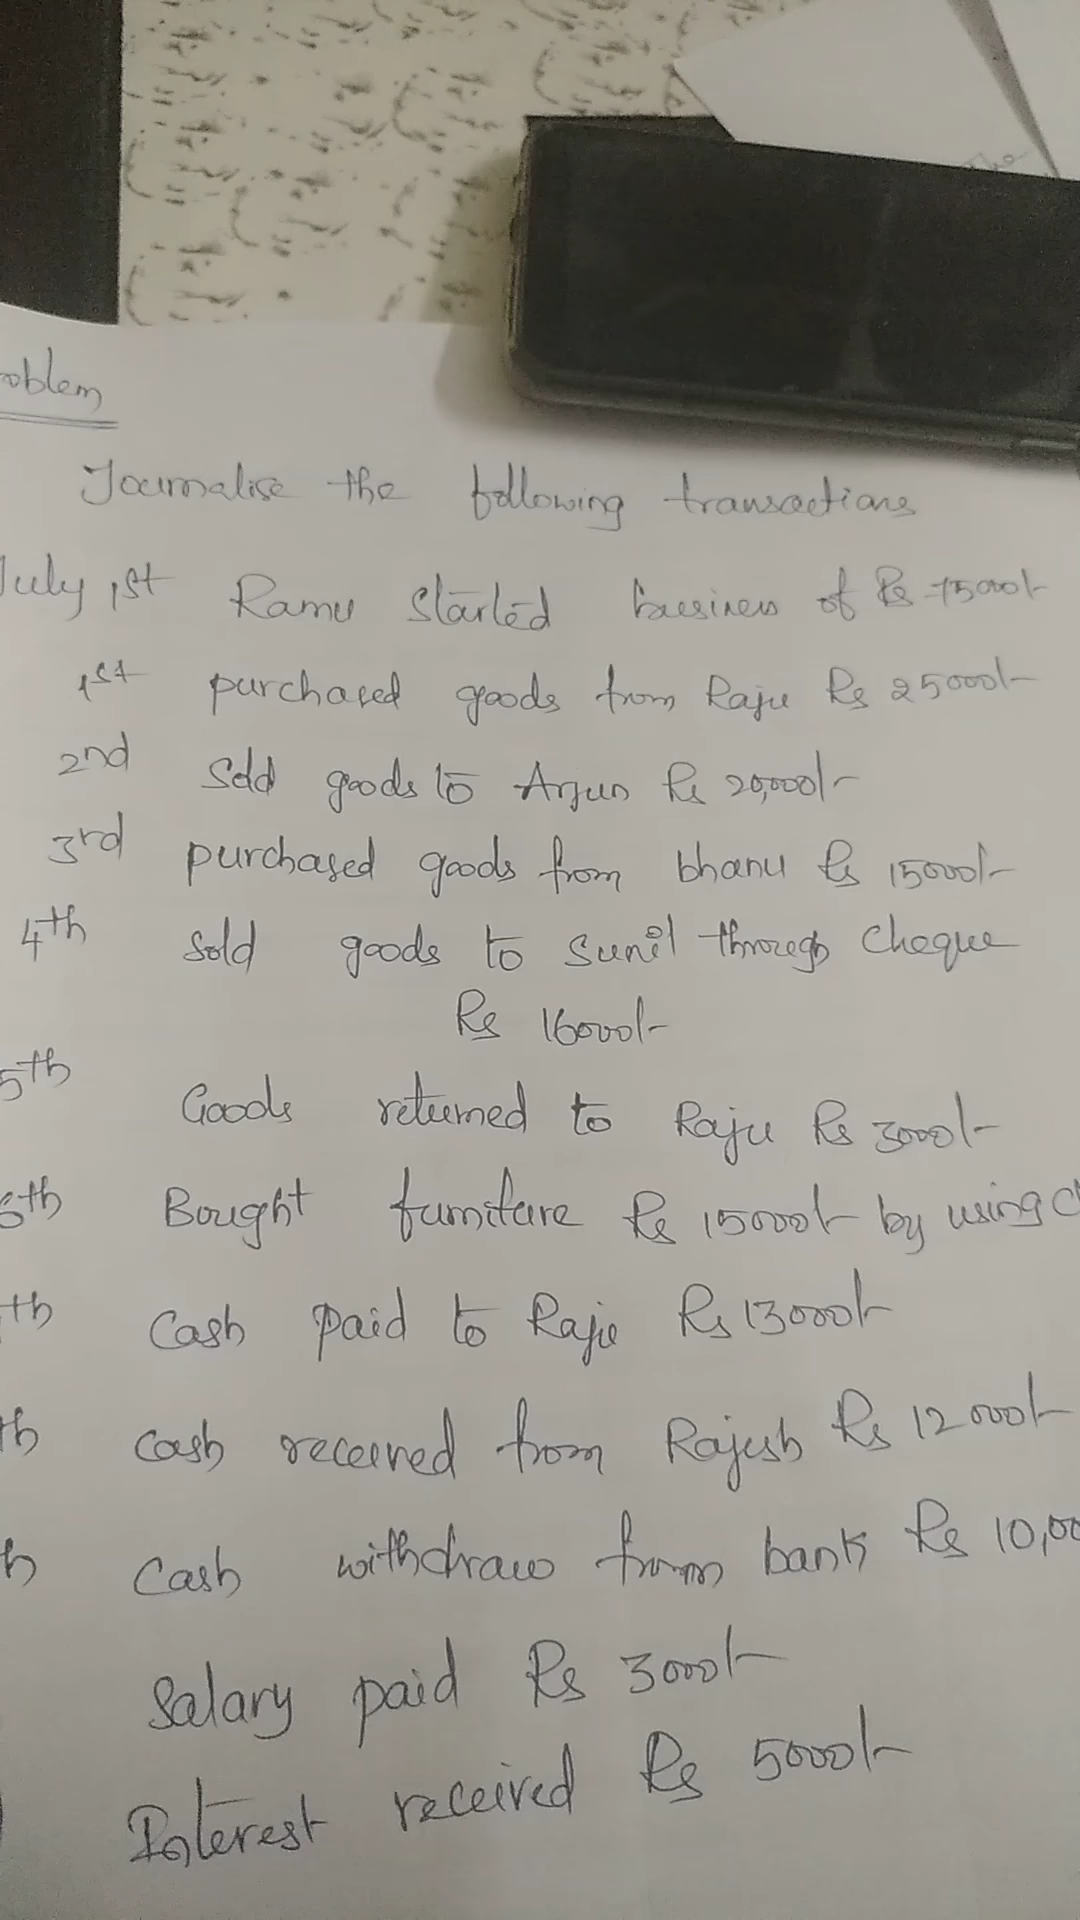 oblem
Journalise the following transactions
July 1st Ramu started business of Rs 75000/-
1st purchased goods from Raju Rs 25000/-
2nd Sold goods to Arjun Rs 20,000/-
3rd purchased goods from bhanu Rs 15000/-
4th Sold goods to Sunil through Cheque
Rs 16000/-
5th Goods returned to Raju Rs 3000/-
6th Bought furniture Rs 15000/- by using
th Cash paid to Raju Rs 13000/-
th Cash received from Rajesh Rs 12000/-
h Cash withdraw from bank Rs 10,00
Salary paid Rs 3000/-
Interest received Rs 5000/-